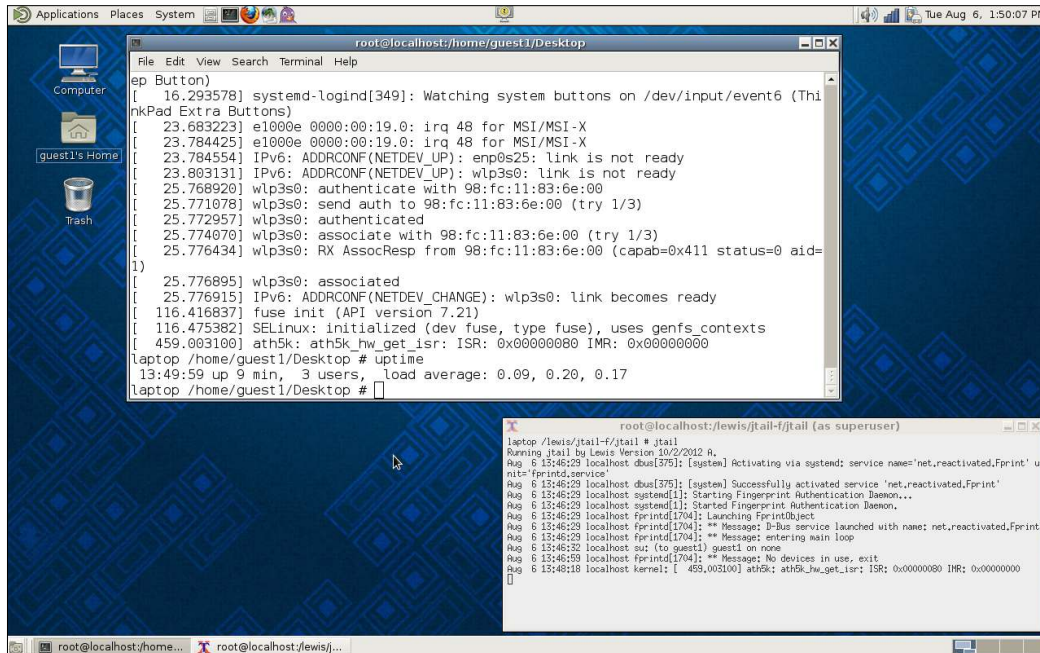 Applications Places System
Tue Aug 6, 1:50:07 PM
Computer
guest1's Home
Trash
root@localhost:/home/guest1/Desktop
File Edit View Search Terminal Help
ep Button)
[   16.293578] systemd-logind[349]: Watching system buttons on /dev/input/event6 (Thi
nkPad Extra Buttons)
[   23.683223] e1000e 0000:00:19.0: irq 48 for MSI/MSI-X
[   23.784425] e1000e 0000:00:19.0: irq 48 for MSI/MSI-X
[   23.784554] IPv6: ADDRCONF(NETDEV_UP): enp0s25: link is not ready
[   23.803131] IPv6: ADDRCONF(NETDEV_UP): wlp3s0: link is not ready
[   25.768920] wlp3s0: authenticate with 98:fc:11:83:6e:00
[   25.771078] wlp3s0: send auth to 98:fc:11:83:6e:00 (try 1/3)
[   25.772957] wlp3s0: authenticated
[   25.774070] wlp3s0: associate with 98:fc:11:83:6e:00 (try 1/3)
[   25.776434] wlp3s0: RX AssocResp from 98:fc:11:83:6e:00 (capab=0x411 status=0 aid=
1)
[   25.776895] wlp3s0: associated
[   25.776915] IPv6: ADDRCONF(NETDEV_CHANGE): wlp3s0: link becomes ready
[  116.416837] fuse init (API version 7.21)
[  116.475382] SELinux: initialized (dev fuse, type fuse), uses genfs_contexts
[  459.003100] ath5k: ath5k_hw_get_isr: ISR: 0x00000080 IMR: 0x00000000
laptop /home/guest1/Desktop # uptime
13:49:59 up 9 min,  3 users,  load average: 0.09, 0.20, 0.17
laptop /home/guest1/Desktop #
root@localhost:/lewis/jtail-f/jtail (as superuser)
laptop /lewis/jtail-f/jtail # jtail
Running jtail by Lewis Version 10/2/2012 A.
Aug  6 13:46:29 localhost dbus[375]: [system] Activating via systemd: service name='net.reactivated.Fprint' u
nit='fprintd.service'
Aug  6 13:46:29 localhost dbus[375]: [system] Successfully activated service 'net.reactivated.Fprint'
Aug  6 13:46:29 localhost systemd[1]: Starting Fingerprint Authentication Daemon...
Aug  6 13:46:29 localhost systemd[1]: Started Fingerprint Authentication Daemon.
Aug  6 13:46:29 localhost fprintd[1704]: Launching FprintObject
Aug  6 13:46:29 localhost fprintd[1704]: ** Message: D-Bus service launched with name: net.reactivated.Fprint
Aug  6 13:46:29 localhost fprintd[1704]: ** Message: entering main loop
Aug  6 13:46:32 localhost su: (to guest1) guest1 on none
Aug  6 13:46:59 localhost fprintd[1704]: ** Message: No devices in use, exit
Aug  6 13:48:18 localhost kernel: [  459.003100] ath5k: ath5k_hw_get_isr: ISR: 0x00000080 IMR: 0x00000000
root@localhost:/home...
root@localhost:/lewis/j...